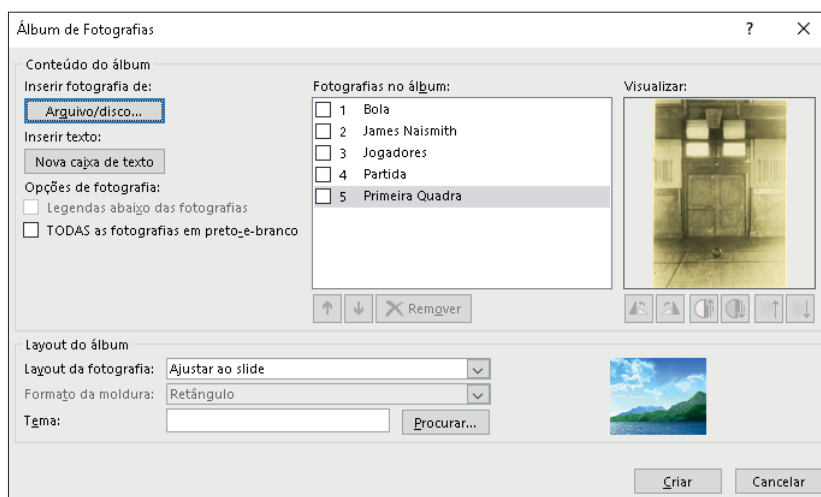 Álbum de Fotografias ? ×
Conteúdo do álbum
Inserir fotografia de:
Arquivo/disco...
Inserir texto:
Nova caixa de texto
Opções de fotografia:
Legendas abaixo das fotografias
TODAS as fotografias em preto-e-branco
Fotografias no álbum:
1 Bola
2 James Naismith
3 Jogadores
4 Partida
5 Primeira Quadra
Remover
Visualizar:
Layout do álbum
Layout da fotografia: Ajustar ao slide
Formato da moldura: Retângulo
Tema: Procurar...
Criar Cancelar